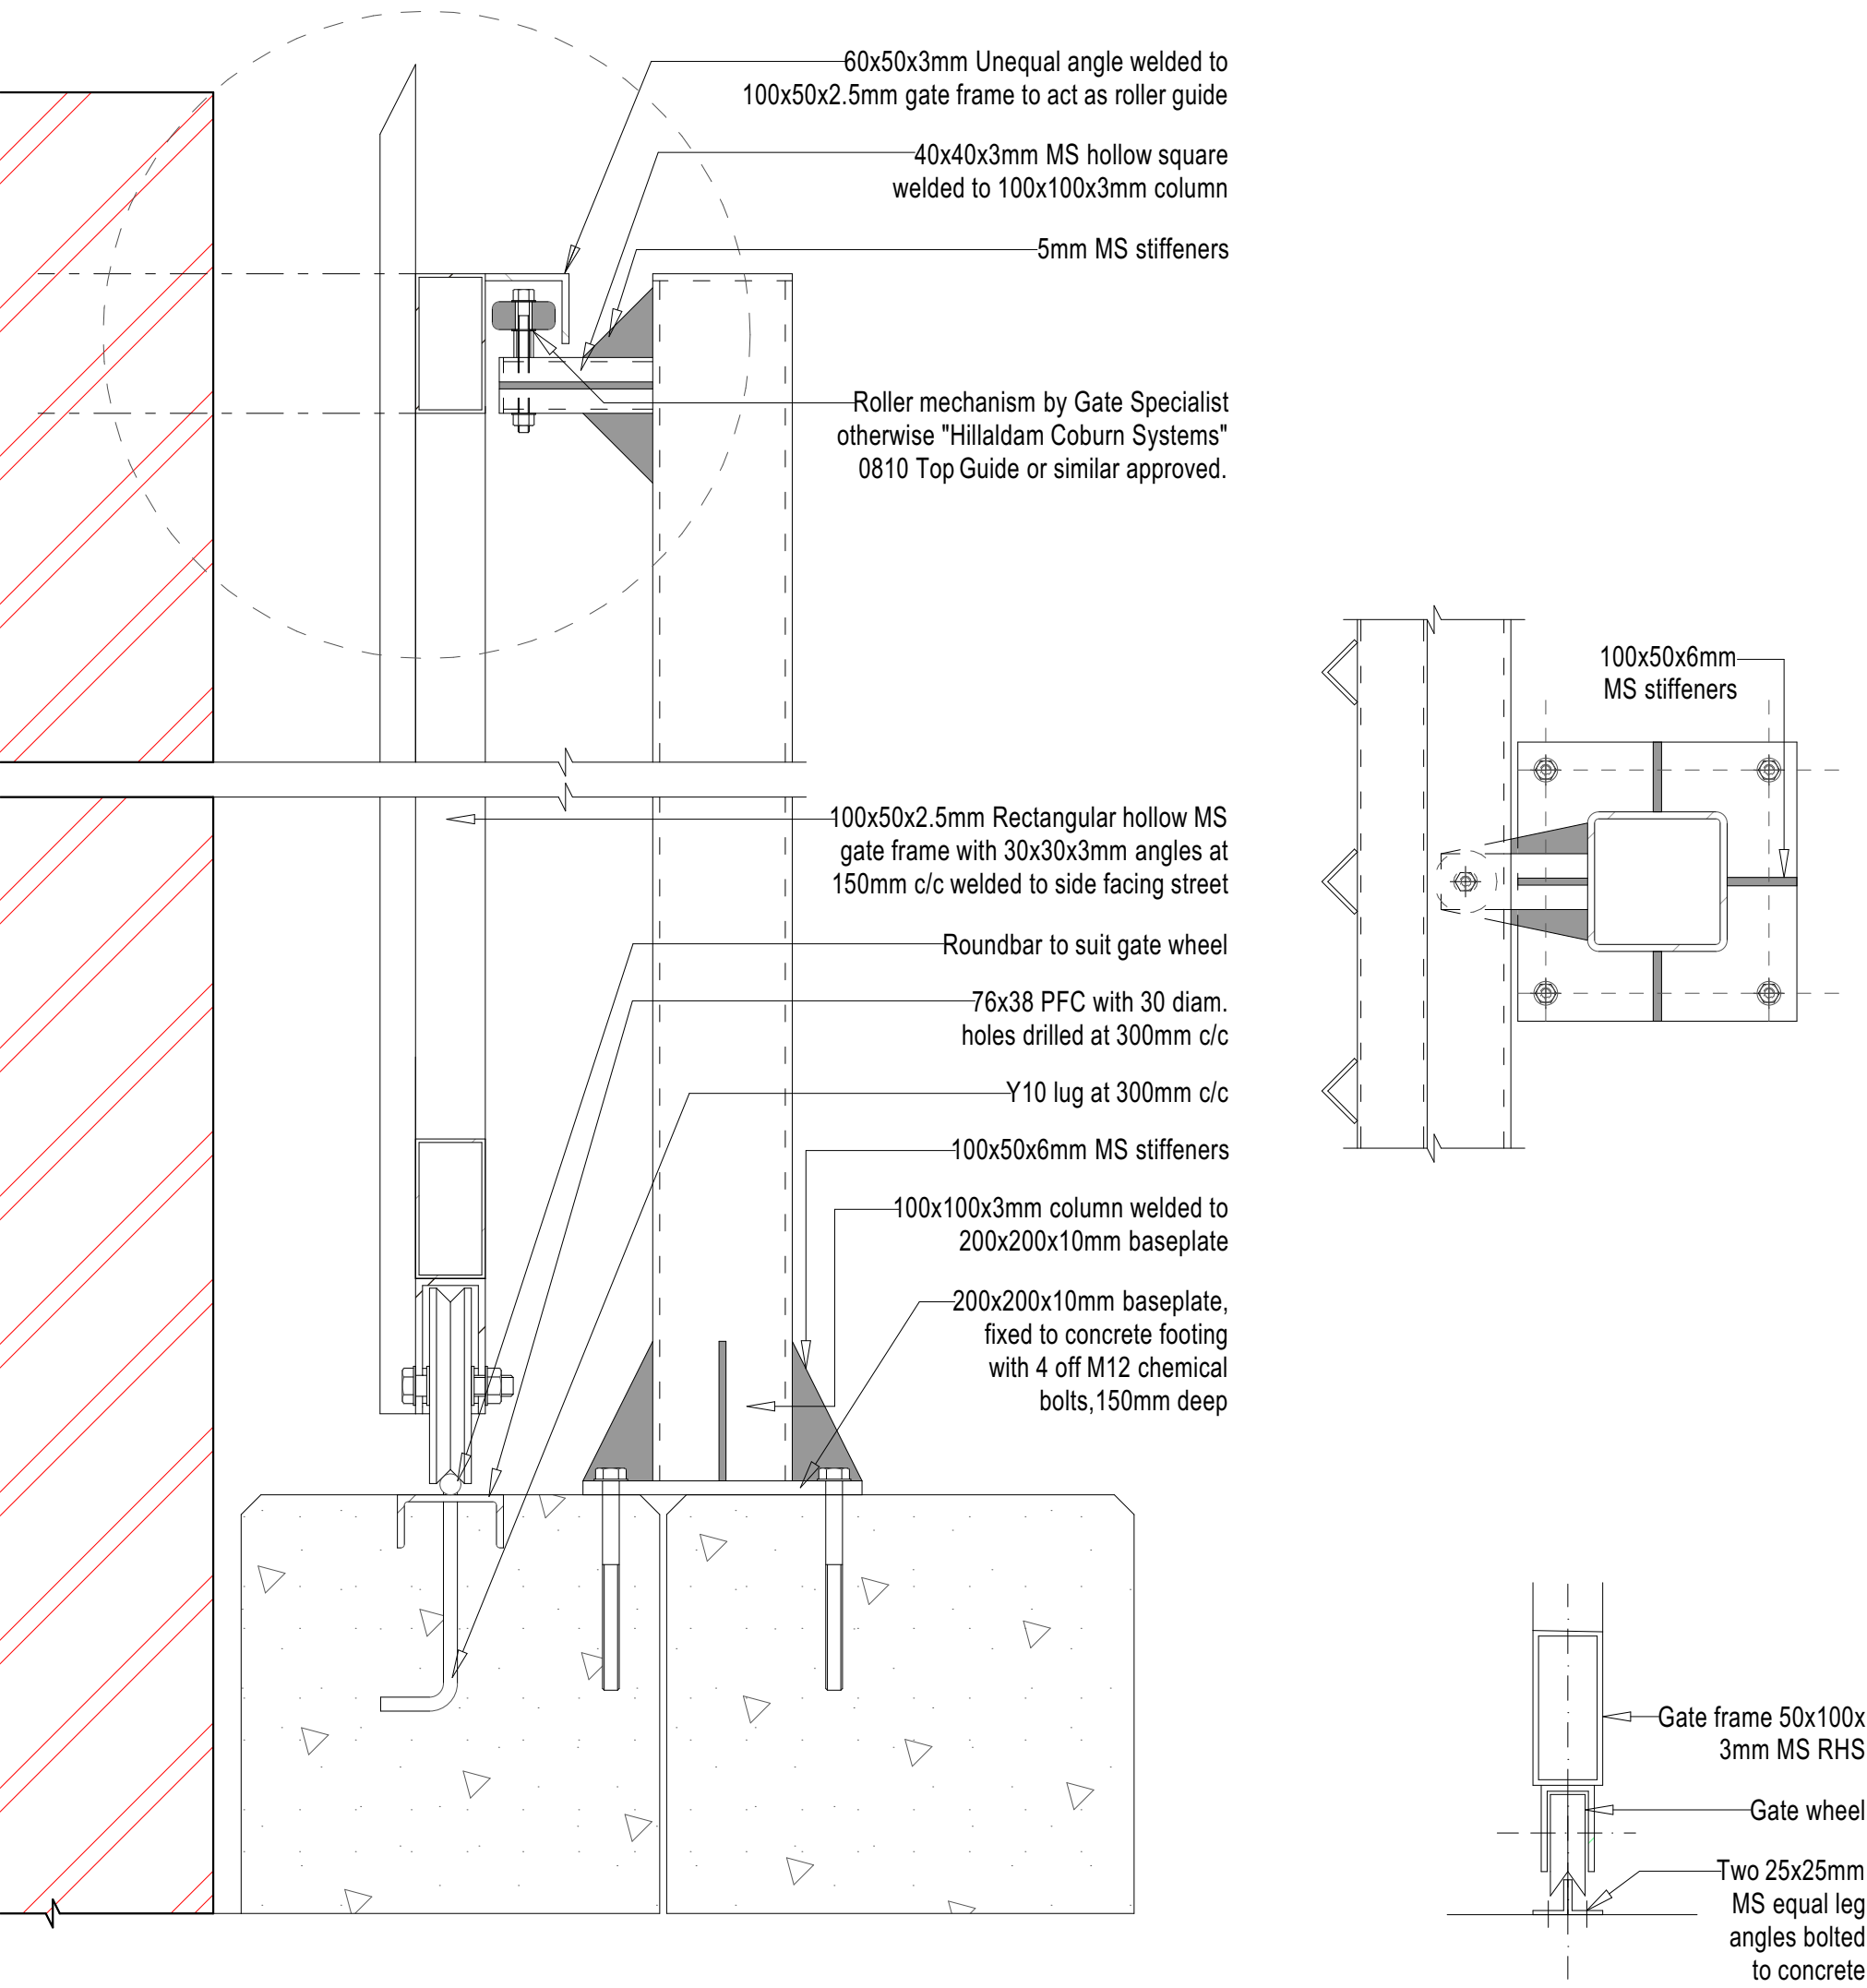 60x50x3mm Unequal angle welded to
100x50x2.5mm gate frame to act as roller guide
40x40x3mm MS hollow square
welded to 100x100x3mm column
5mm MS stiffeners
Roller mechanism by Gate Specialist
otherwise "Hillaldam Coburn Systems"
0810 Top Guide or similar approved.
100x50x6mm
MS stiffeners
100x50x2.5mm Rectangular hollow MS
gate frame with 30x30x3mm angles at
150mm c/c welded to side facing street
Roundbar to suit gate wheel
76x38 PFC with 30 diam.
holes drilled at 300mm c/c
Y10 lug at 300mm c/c
100x50x6mm MS stiffeners
100x100x3mm column welded to
200x200x10mm baseplate
200x200x10mm baseplate,
fixed to concrete footing
with 4 off M12 chemical
bolts,150mm deep
Gate frame 50x100x
3mm MS RHS
Gate wheel
Two 25x25mm
MS equal leg
angles bolted
to concrete